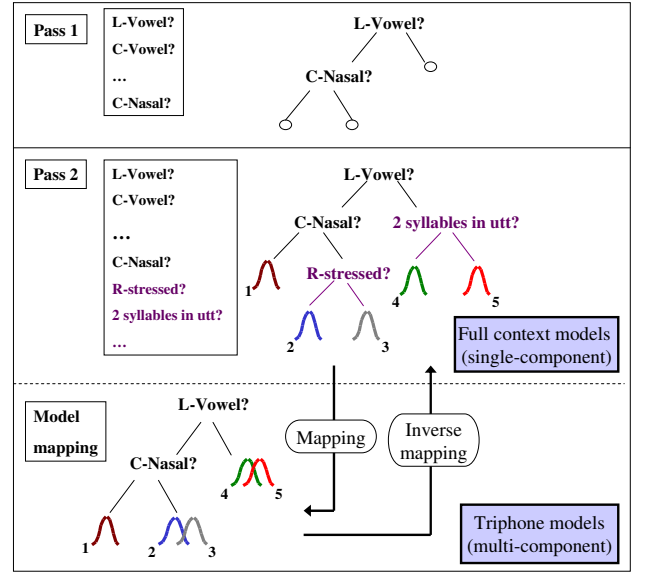 Pass 1
L-Vowel?
C-Vowel?
...
C-Nasal?
L-Vowel?
C-Nasal?
Pass 2
L-Vowel?
C-Vowel?
...
C-Nasal?
R-stressed?
2 syllables in utt?
...
L-Vowel?
C-Nasal?
2 syllables in utt?
1
R-stressed?
4
5
2
3
Full context models
(single-component)
Model
mapping
L-Vowel?
C-Nasal?
4
5
1
2
3
Mapping
Inverse
mapping
Triphone models
(multi-component)